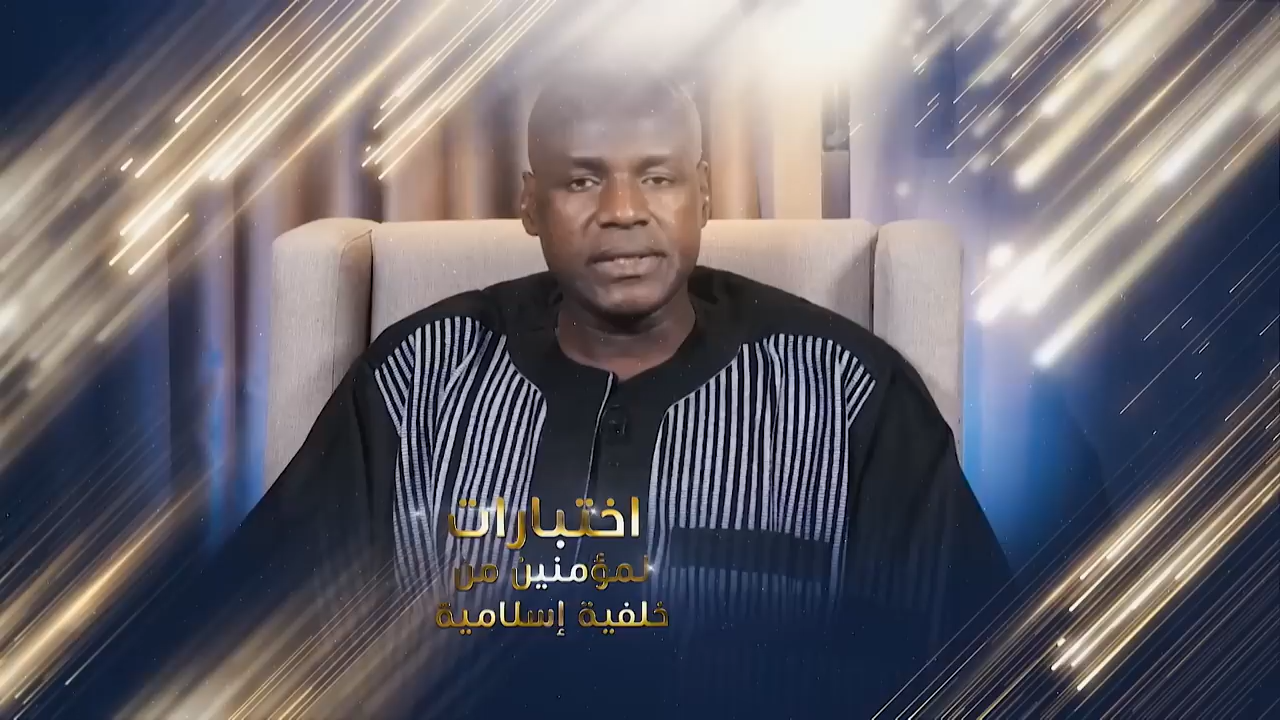 اختبارات
لمؤمنين من
خلفية إسلامية